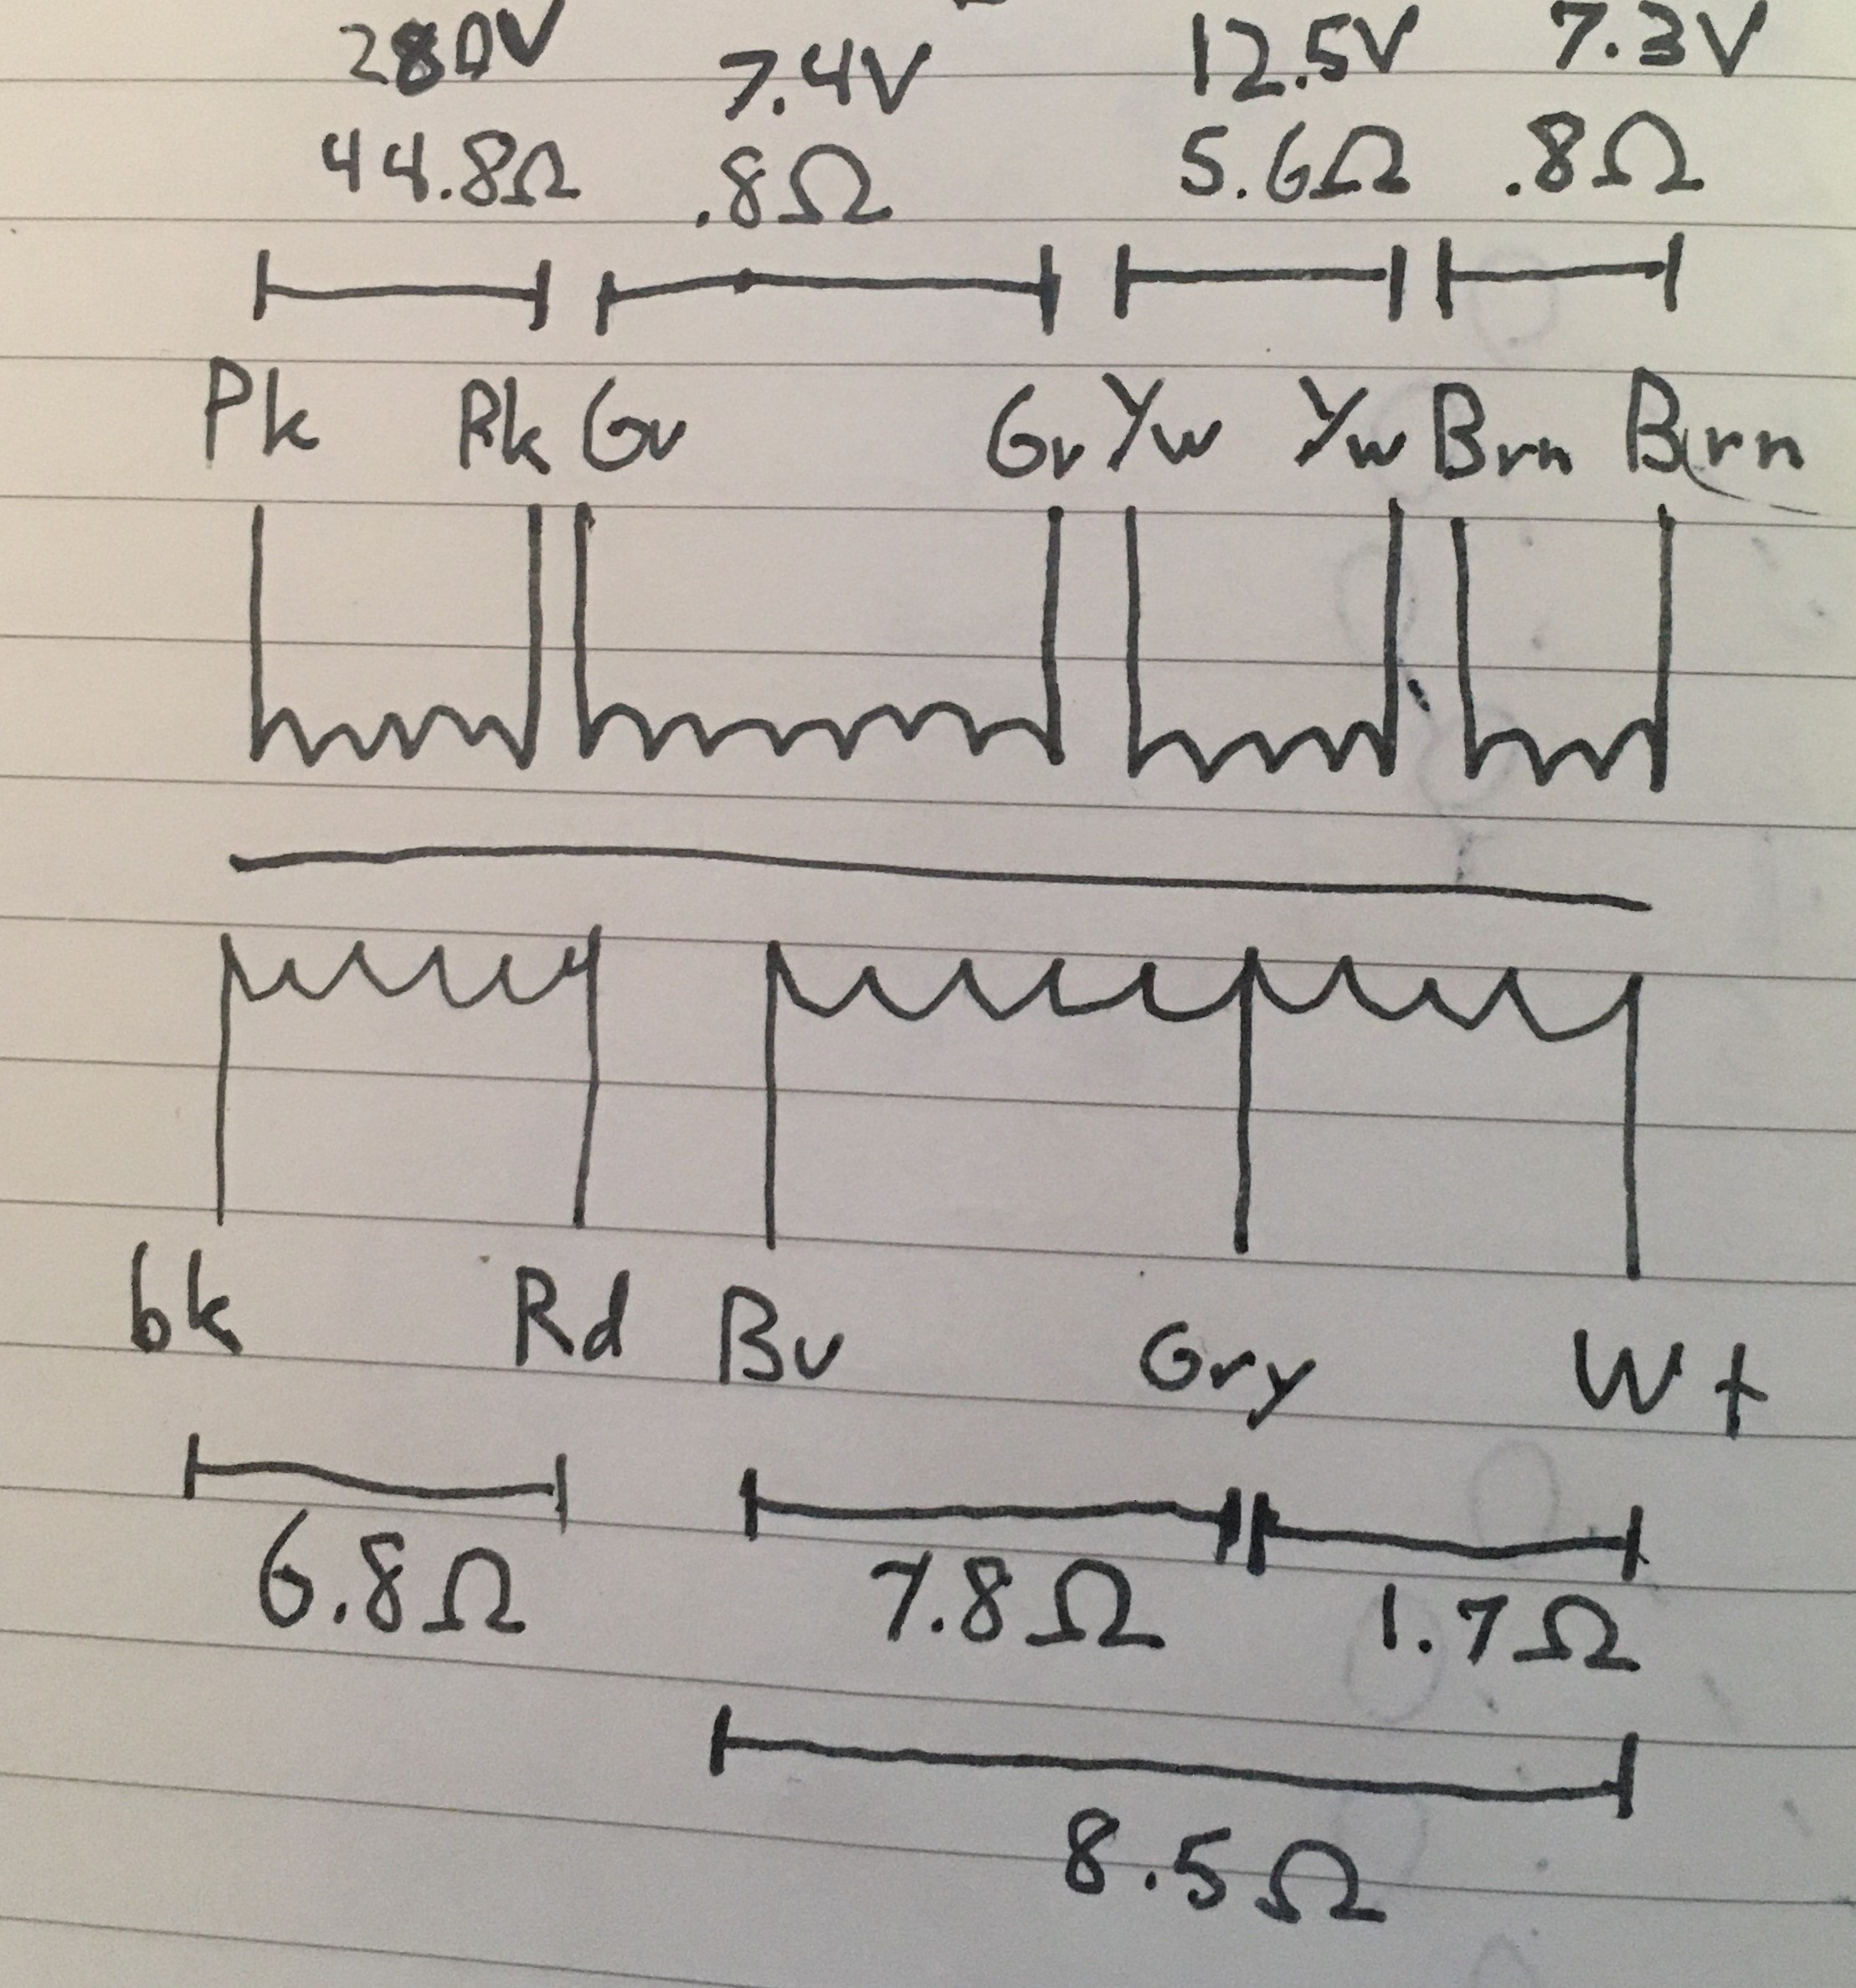 280V 7.4V 12.5V 7.3V
44.8Ω .8Ω 5.6Ω .8Ω
Pk Pk Gv Gv Yw Yw Brn Brn
bk Rd Bv Gry Wt
6.8Ω 7.8Ω 1.7Ω
8.5Ω